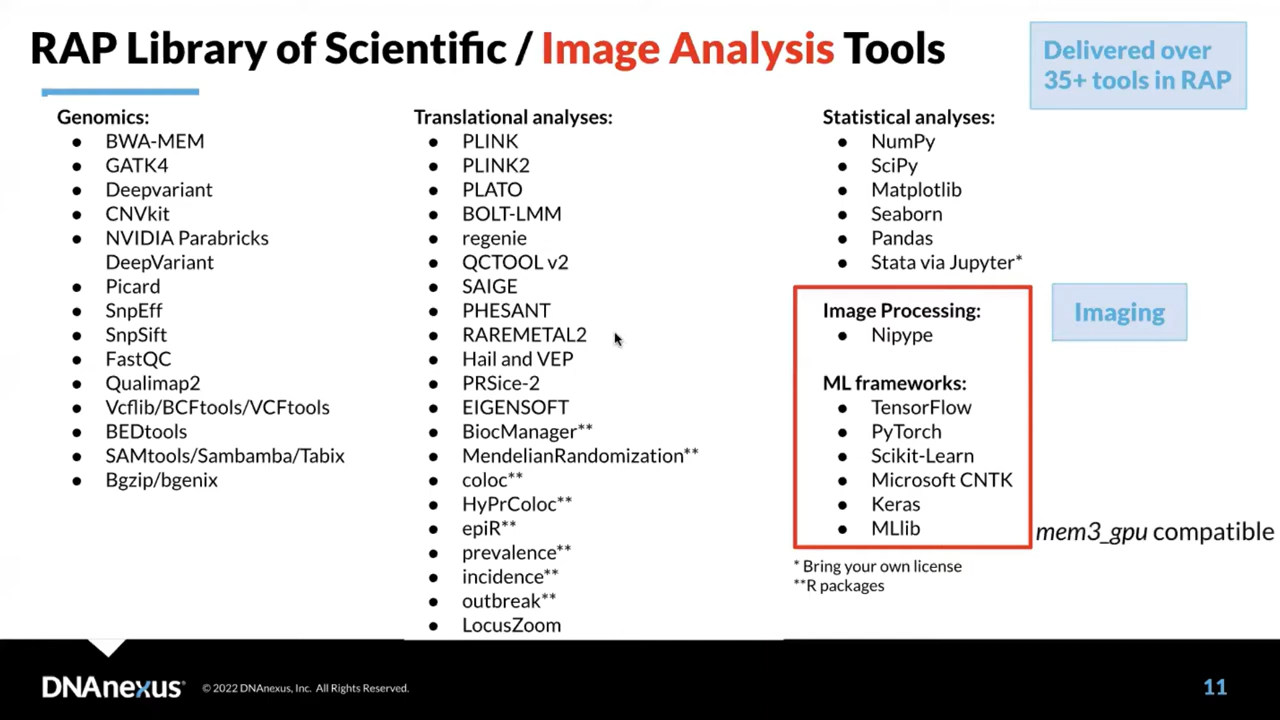 RAP Library of Scientific / Image Analysis Tools
Delivered over
35+ tools in RAP
Genomics:
● BWA-MEM
● GATK4
● Deepvariant
● CNVkit
● NVIDIA Parabricks
DeepVariant
● Picard
● SnpEff
● SnpSift
● FastQC
● Qualimap2
● Vcflib/BCFtools/VCFtools
● BEDtools
● SAMtools/Sambamba/Tabix
● Bgzip/bgenix
Translational analyses:
● PLINK
● PLINK2
● PLATO
● BOLT-LMM
● regenie
● QCTOOL v2
● SAIGE
● PHESANT
● RAREMETAL2
● Hail and VEP
● PRSice-2
● EIGENSOFT
● BiocManager**
● MendelianRandomization**
● coloc**
● HyPrColoc**
● epiR**
● prevalence**
● incidence**
● outbreak**
● LocusZoom
Statistical analyses:
● NumPy
● SciPy
● Matplotlib
● Seaborn
● Pandas
● Stata via Jupyter*
Image Processing:
● Nipype
Imaging
ML frameworks:
● TensorFlow
● PyTorch
● Scikit-Learn
● Microsoft CNTK
● Keras
● MLlib
mem3_gpu compatible
* Bring your own license
**R packages
DNAnexus
© 2022 DNAnexus, Inc. All Rights Reserved.
11